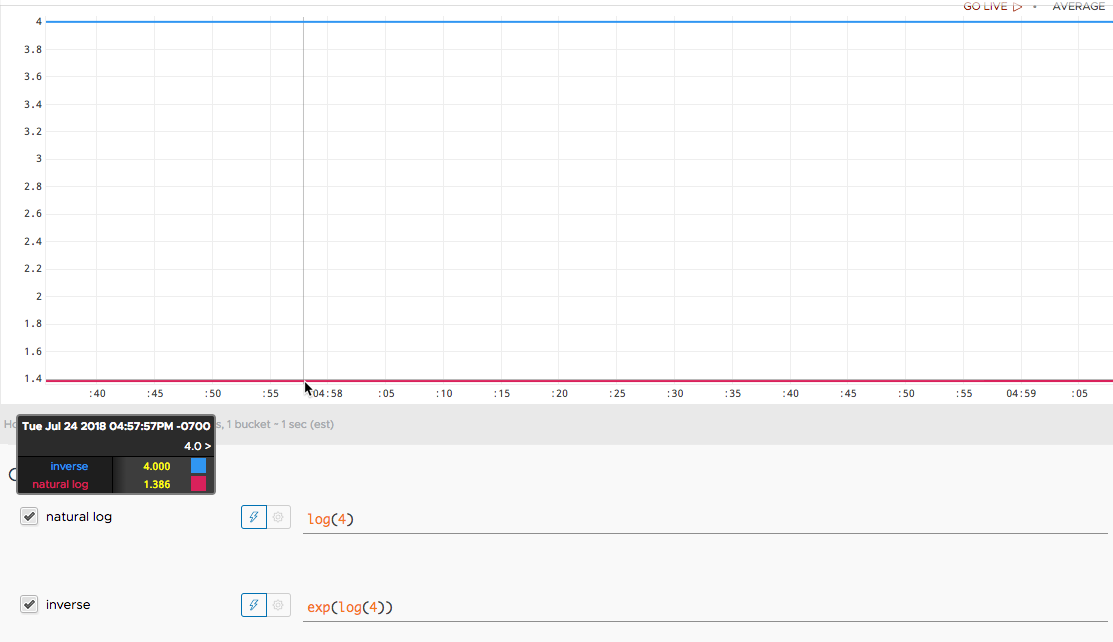 GO LIVE ▷ • AVERAGE
4
3.8
3.6
3.4
3.2
3
2.8
2.6
2.4
2.2
2
1.8
1.6
1.4
:40 :45 :50 :55 04:58 :05 :10 :15 :20 :25 :30 :35 :40 :45 :50 :55 04:59 :05
s, 1 bucket - 1 sec (est)
Tue Jul 24 2018 04:57:57PM -0700
4.0 >
inverse 4.000
natural log 1.386
natural log log(4)
inverse exp(log(4))